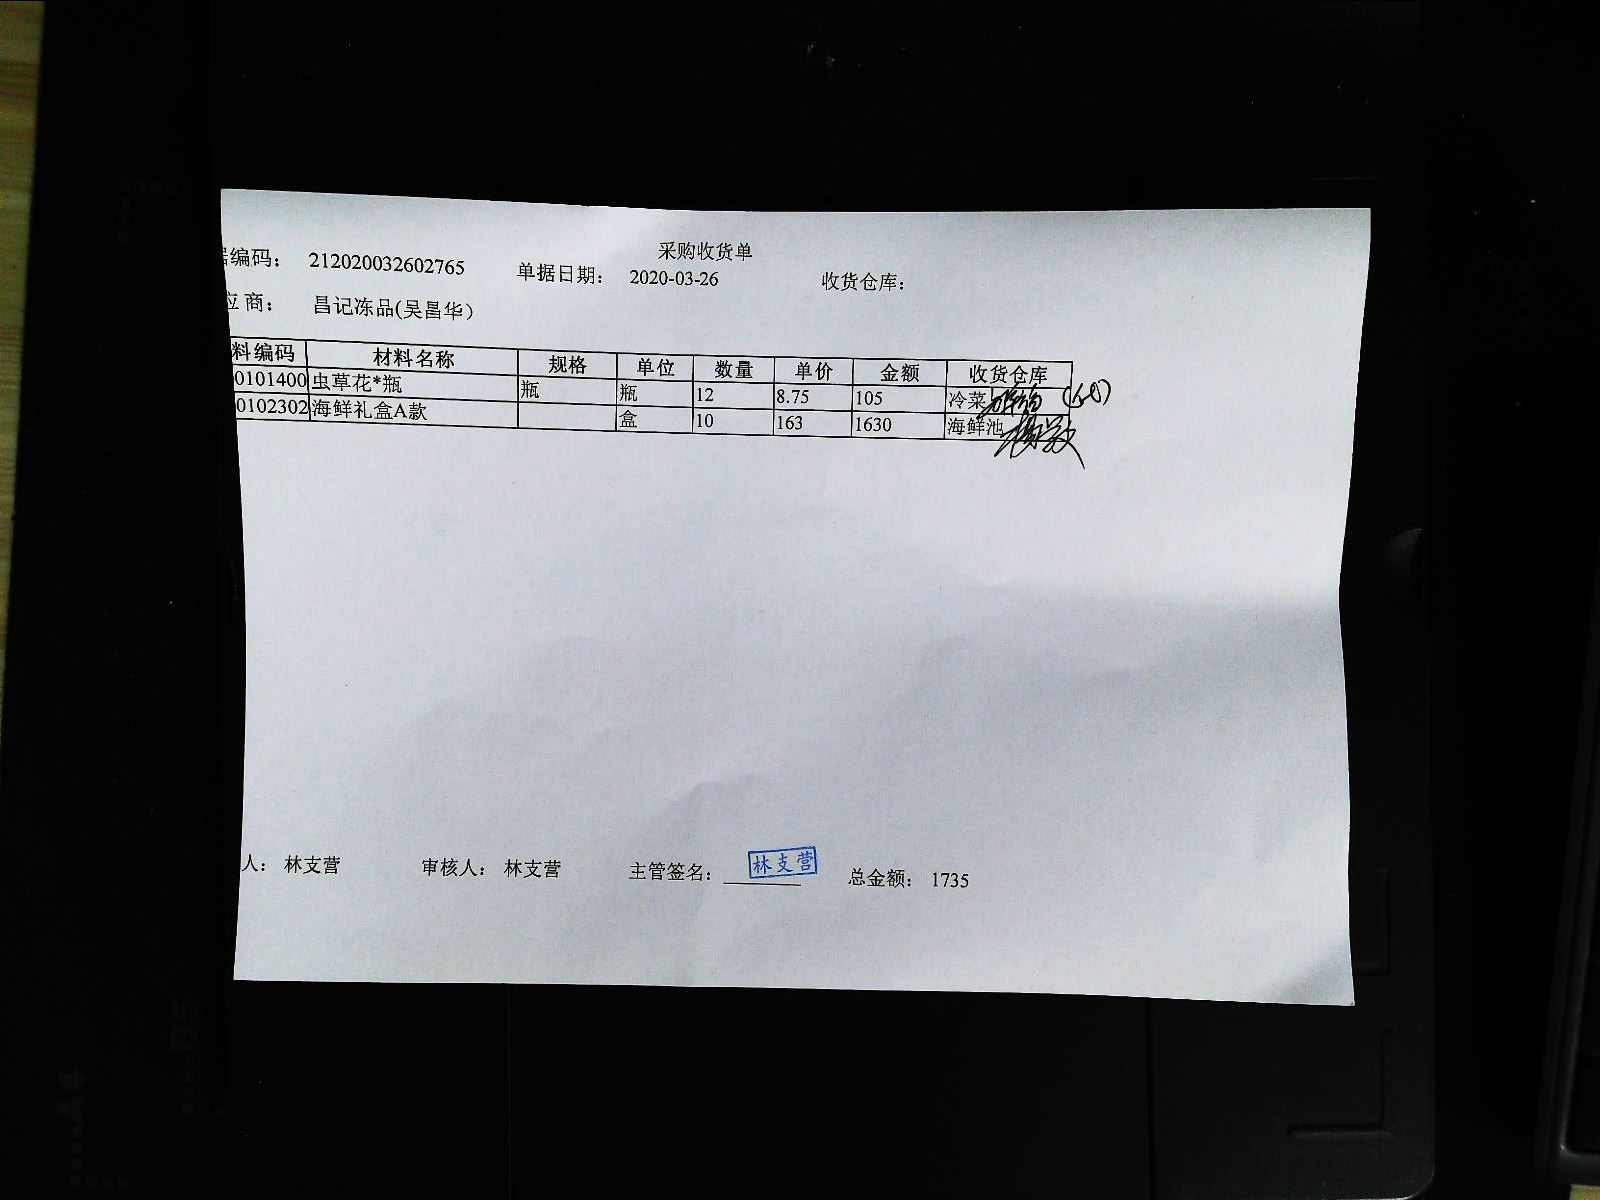 采购收货单
编码： 212020032602765 单据日期： 2020-03-26 收货仓库：
应商： 昌记冻品(吴昌华)
料编码 材料名称 规格 单位 数量 单价 金额 收货仓库
0101400 虫草花*瓶 瓶 瓶 12 8.75 105 冷菜
0102302 海鲜礼盒A款 盒 10 163 1630 海鲜池
人： 林支营 审核人： 林支营 主管签名： 林支营 总金额： 1735